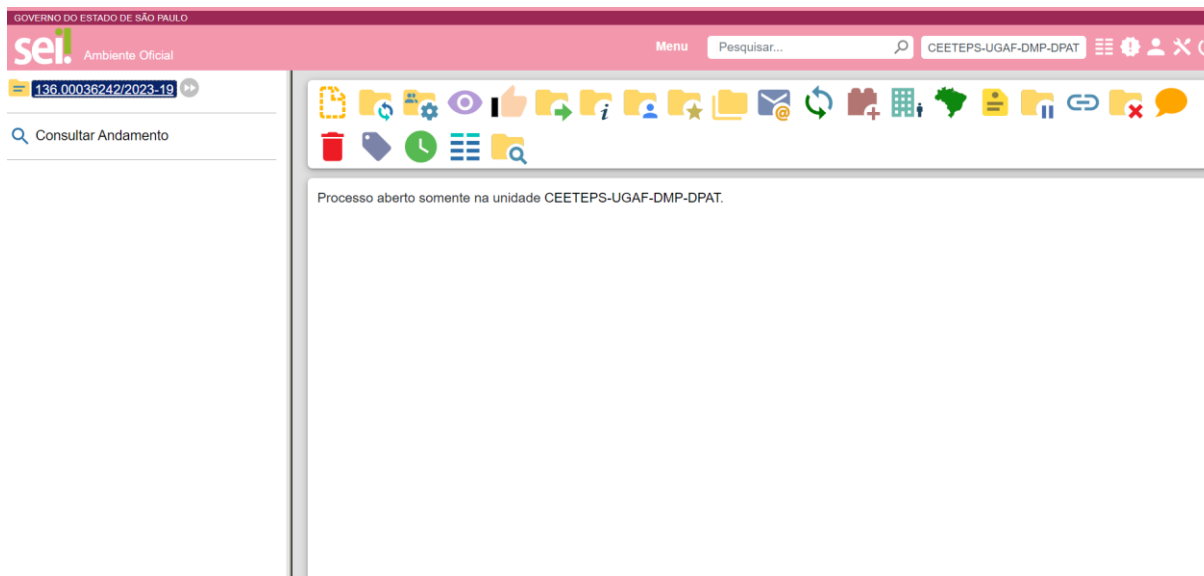 GOVERNO DO ESTADO DE SÃO PAULO
sei! Ambiente Oficial
Menu
Pesquisar...
CEETEPS-UGAF-DMP-DPAT
136.00036242/2023-19
Consultar Andamento
Processo aberto somente na unidade CEETEPS-UGAF-DMP-DPAT.